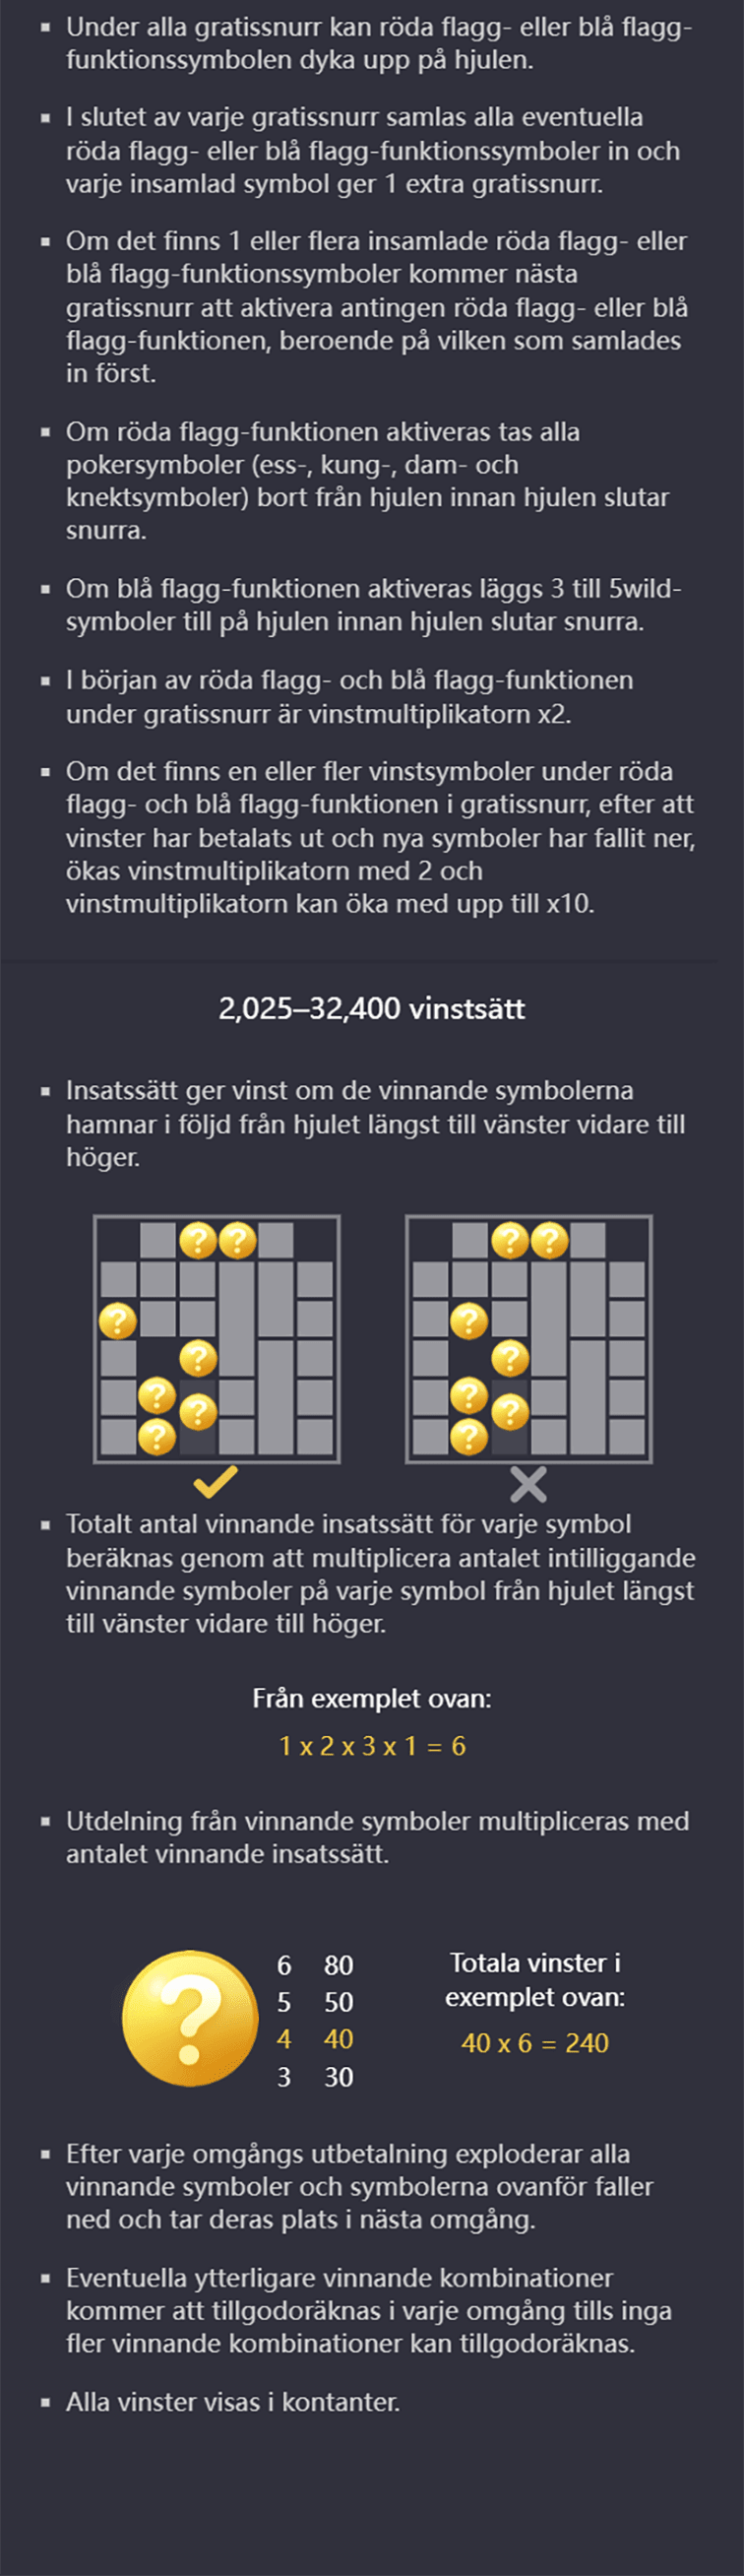 Under alla gratissnurr kan röda flagg- eller blå flagg-
funktionssymbolen dyka upp på hjulen.
I slutet av varje gratissnurr samlas alla eventuella
röda flagg- eller blå flagg-funktionssymboler in och
varje insamlad symbol ger 1 extra gratissnurr.
Om det finns 1 eller flera insamlade röda flagg- eller
blå flagg-funktionssymboler kommer nästa
gratissnurr att aktivera antingen röda flagg- eller blå
flagg-funktionen, beroende på vilken som samlades
in först.
Om röda flagg-funktionen aktiveras tas alla
pokersymboler (ess-, kung-, dam- och
knektsymboler) bort från hjulen innan hjulen slutar
snurra.
Om blå flagg-funktionen aktiveras läggs 3 till 5wild-
symboler till på hjulen innan hjulen slutar snurra.
I början av röda flagg- och blå flagg-funktionen
under gratissnurr är vinstmultiplikatorn x2.
Om det finns en eller fler vinstsymboler under röda
flagg- och blå flagg-funktionen i gratissnurr, efter att
vinster har betalats ut och nya symboler har fallit ner,
ökas vinstmultiplikatorn med 2 och
vinstmultiplikatorn kan öka med upp till x10.
2,025–32,400 vinstsätt
Insatssätt ger vinst om de vinnande symbolerna
hamnar i följd från hjulet längst till vänster vidare till
höger.
? ? ? ?
? ?
? ?
? ? ? ?
? ?
Totalt antal vinnande insatssätt för varje symbol
beräknas genom att multiplicera antalet intilliggande
vinnande symboler på varje symbol från hjulet längst
till vänster vidare till höger.
Från exemplet ovan:
1 x 2 x 3 x 1 = 6
Utdelning från vinnande symboler multipliceras med
antalet vinnande insatssätt.
?
6 80
5 50
4 40
3 30
Totala vinster i
exemplet ovan:
40 x 6 = 240
Efter varje omgångs utbetalning exploderar alla
vinnande symboler och symbolerna ovanför faller
ned och tar deras plats i nästa omgång.
Eventuella ytterligare vinnande kombinationer
kommer att tillgodoräknas i varje omgång tills inga
fler vinnande kombinationer kan tillgodoräknas.
Alla vinster visas i kontanter.